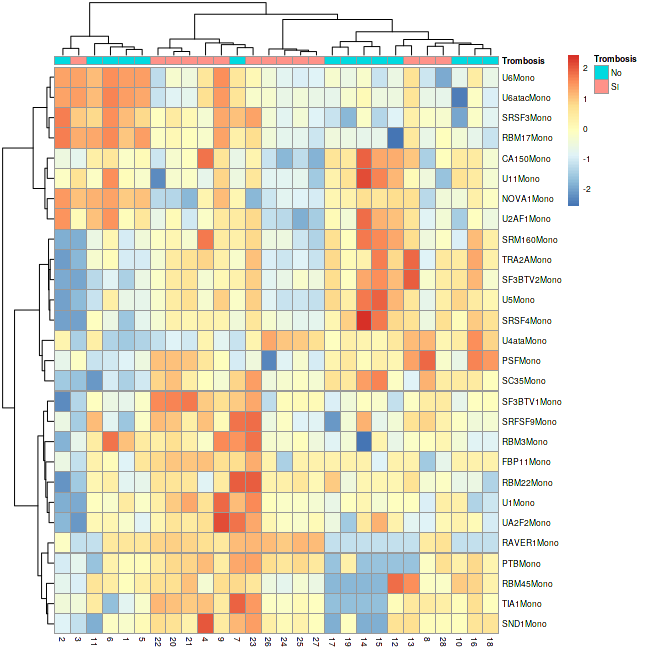 Trombosis
Trombosis
No
SI
2
1
0
-1
-2
U6Mono
U6atacMono
SRSF3Mono
RBM17Mono
CA150Mono
U11Mono
NOVA1Mono
U2AF1Mono
SRM160Mono
TRA2AMono
SF3BTV2Mono
U5Mono
SRSF4Mono
U4ataMono
PSFMono
SC35Mono
SF3BTV1Mono
SRFSF9Mono
RBM3Mono
FBP11Mono
RBM22Mono
U1Mono
UA2F2Mono
RAVER1Mono
PTBMono
RBM45Mono
TIA1Mono
SND1Mono
2 3 11 6 1 5 22 20 21 4 9 7 23 26 24 25 27 17 19 14 15 12 13 8 28 10 16 18